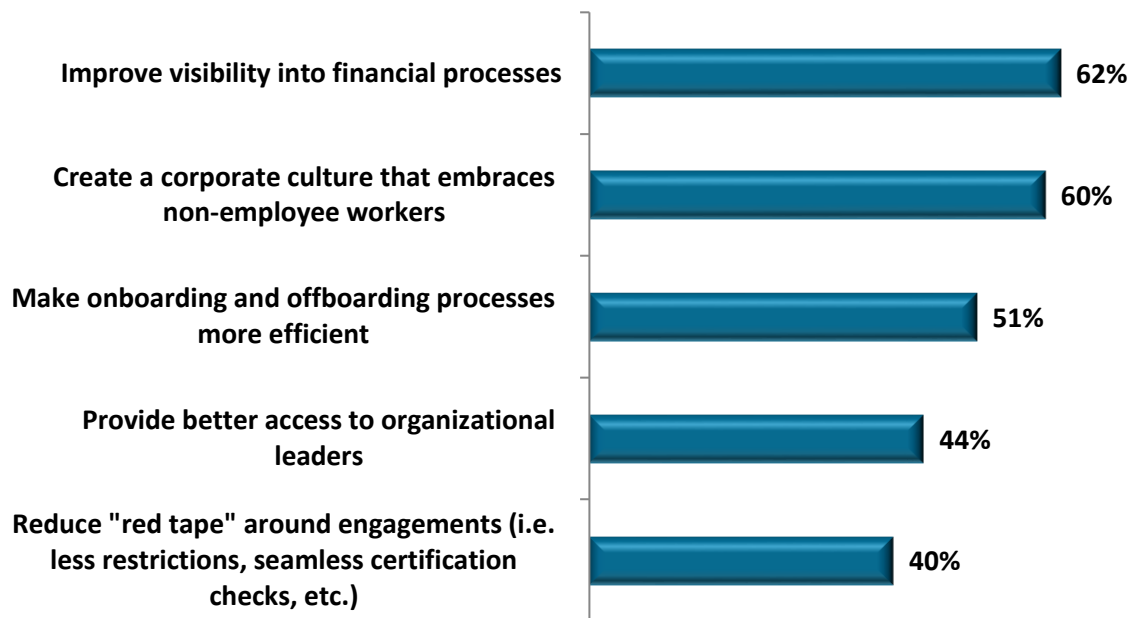 Improve visibility into financial processes
62%
Create a corporate culture that embraces
non-employee workers
60%
Make onboarding and offboarding processes
more efficient
51%
Provide better access to organizational
leaders
44%
Reduce "red tape" around engagements (i.e.
less restrictions, seamless certification
checks, etc.)
40%